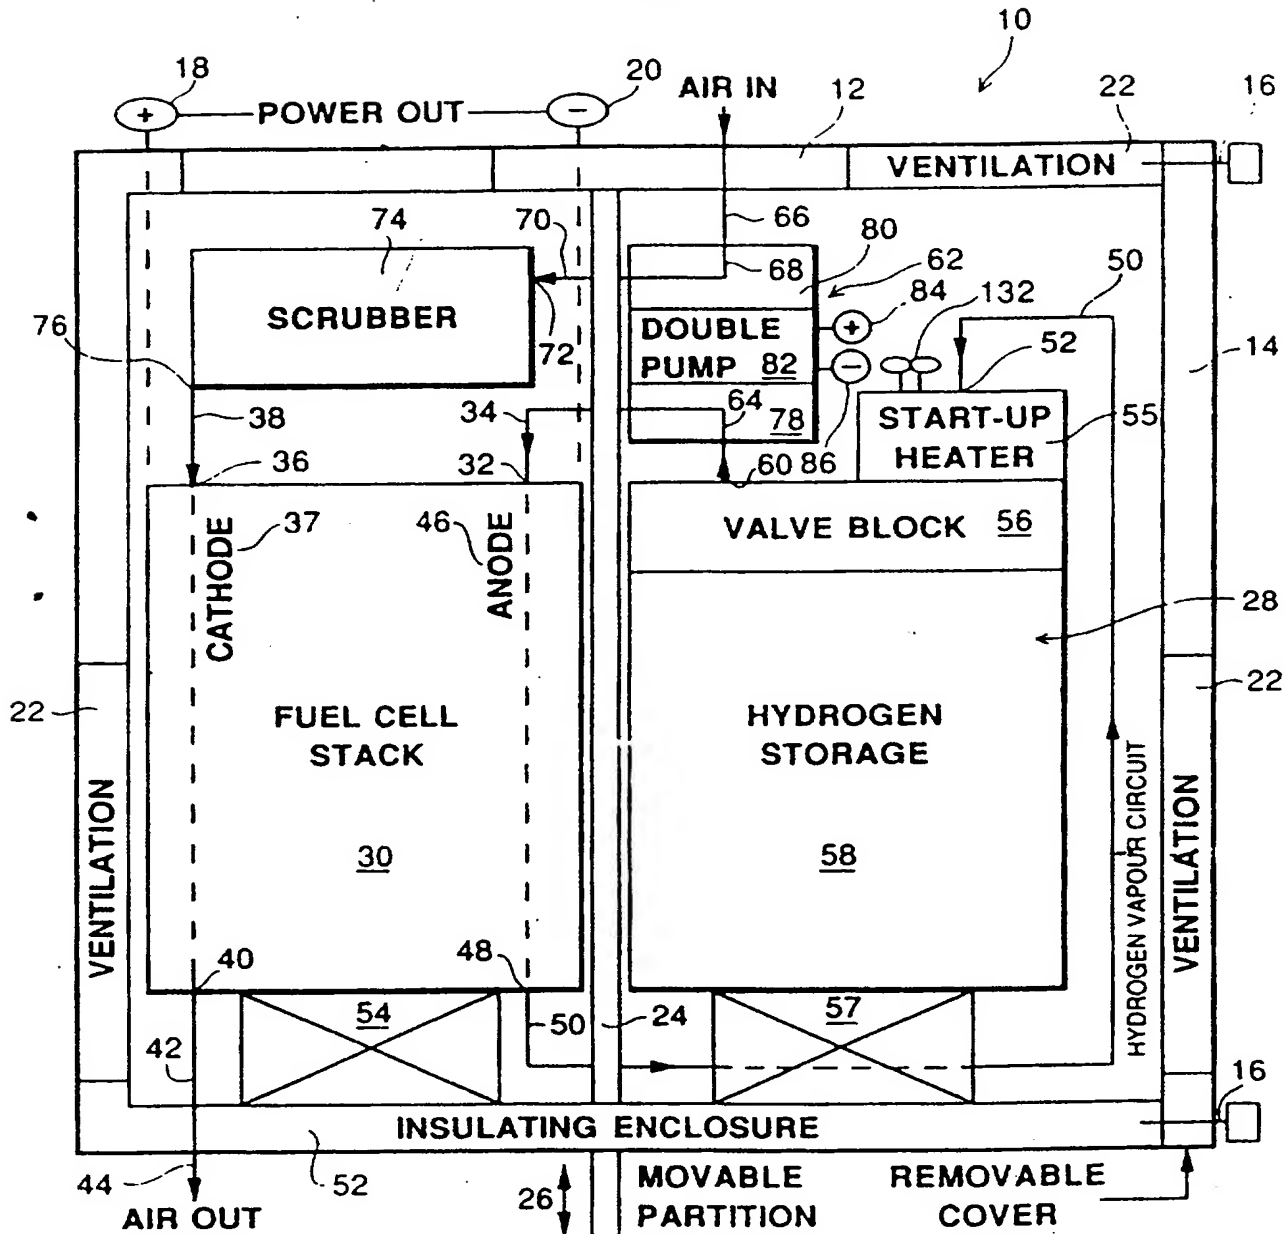 10
18
20
AIR IN
12
22
16
+
POWER OUT
−
VENTILATION
66
74
70
80
62
50
68
84
132
SCRUBBER
DOUBLE
+
76
72
PUMP
82
−
52
14
38
34
64
78
START-UP
HEATER
55
36
32
60
86
37
46
CATHODE
ANODE
VALVE BLOCK
56
28
22
22
FUEL CELL
STACK
HYDROGEN
STORAGE
HYDROGEN VAPOUR CIRCUIT
VENTILATION
VENTILATION
30
58
40
48
54
50
24
57
42
16
INSULATING ENCLOSURE
44
52
26
MOVABLE
PARTITION
REMOVABLE
COVER
AIR OUT